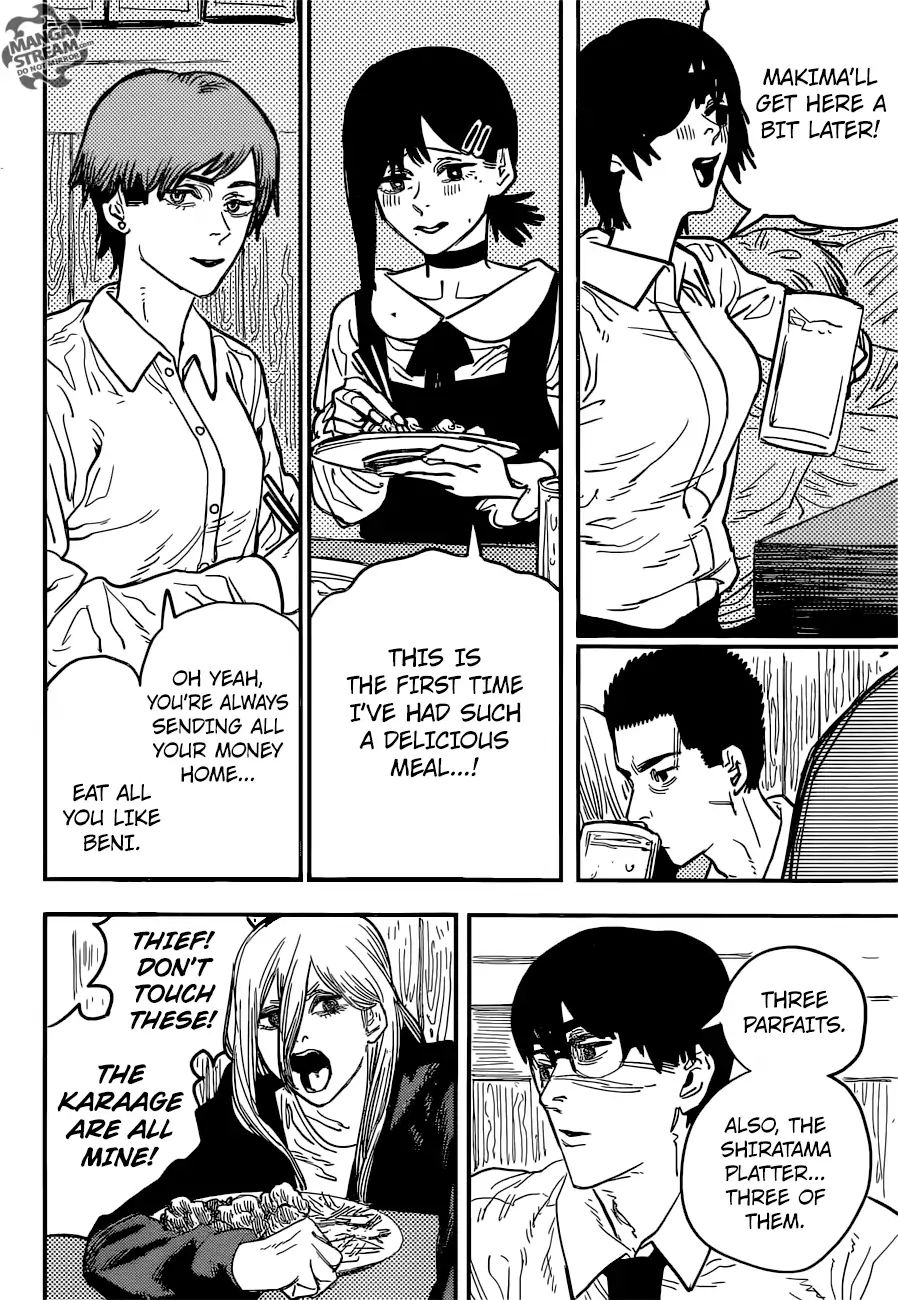 MANGA
STREAM.com
DO NOT MIRROR
MAKIMA'LL
GET HERE A
BIT LATER!
THIS IS
THE FIRST TIME
I'VE HAD SUCH
A DELICIOUS
MEAL...!
OH YEAH,
YOU'RE ALWAYS
SENDING ALL
YOUR MONEY
HOME...
EAT ALL
YOU LIKE
BENI.
THREE
PARFAITS.
ALSO, THE
SHIRATAMA
PLATTER...
THREE OF
THEM.
THIEF!
DON'T
TOUCH
THESE!
THE
KARAAGE
ARE ALL
MINE!